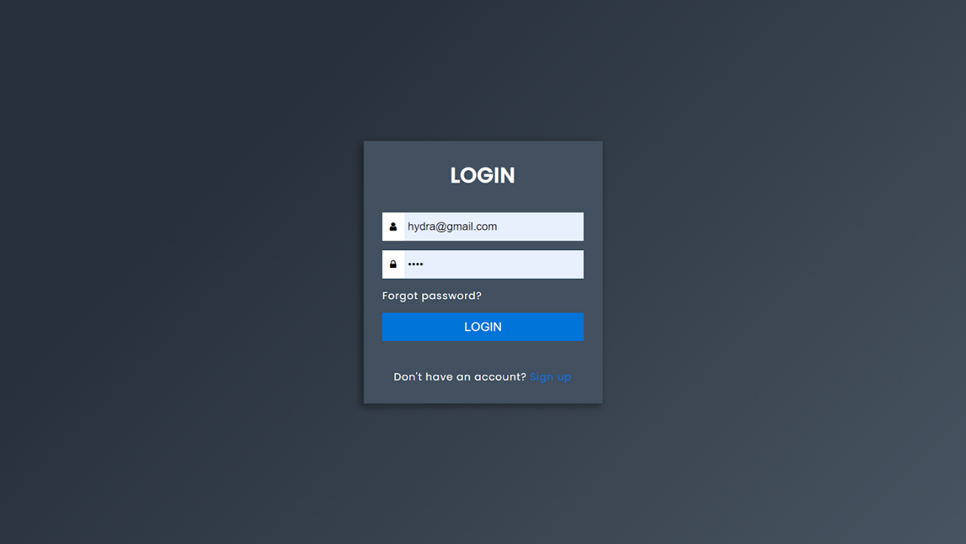 LOGIN
hydra@gmail.com
••••
Forgot password?
LOGIN
Don't have an account? Sign up